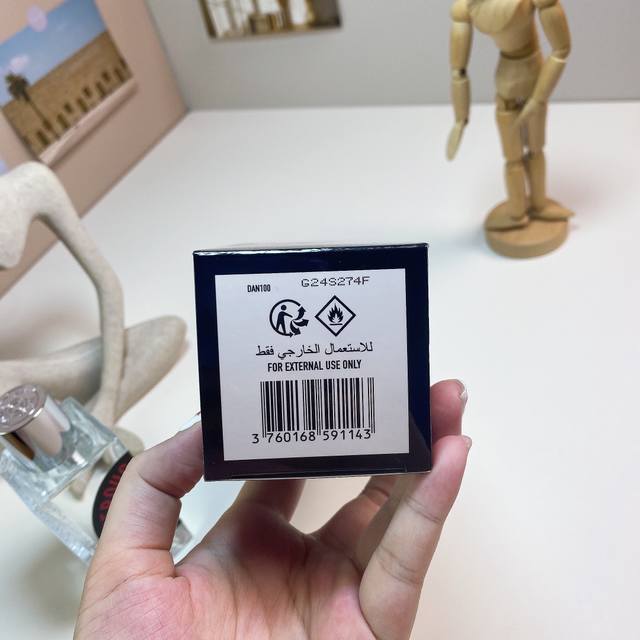 DAN100 G24S274F
للاستعمال الخارجي فقط
FOR EXTERNAL USE ONLY
3 760168 591143